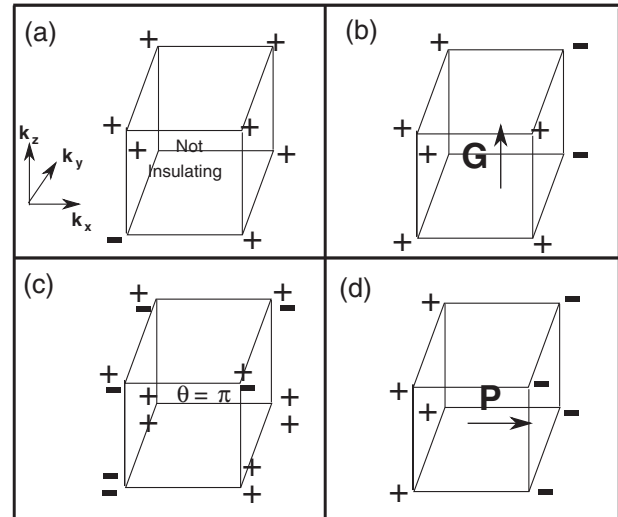 (a)
+ +
+ +
Not
k_z
+ +
k_y
Insulating
k_x
− +
(b)
+ −
+ +
+ G −
+ +
(c)
+ +
− −
+ +
− −
+ θ = π +
+ +
− +
− +
(d)
+ −
+ −
+ P −
+ −